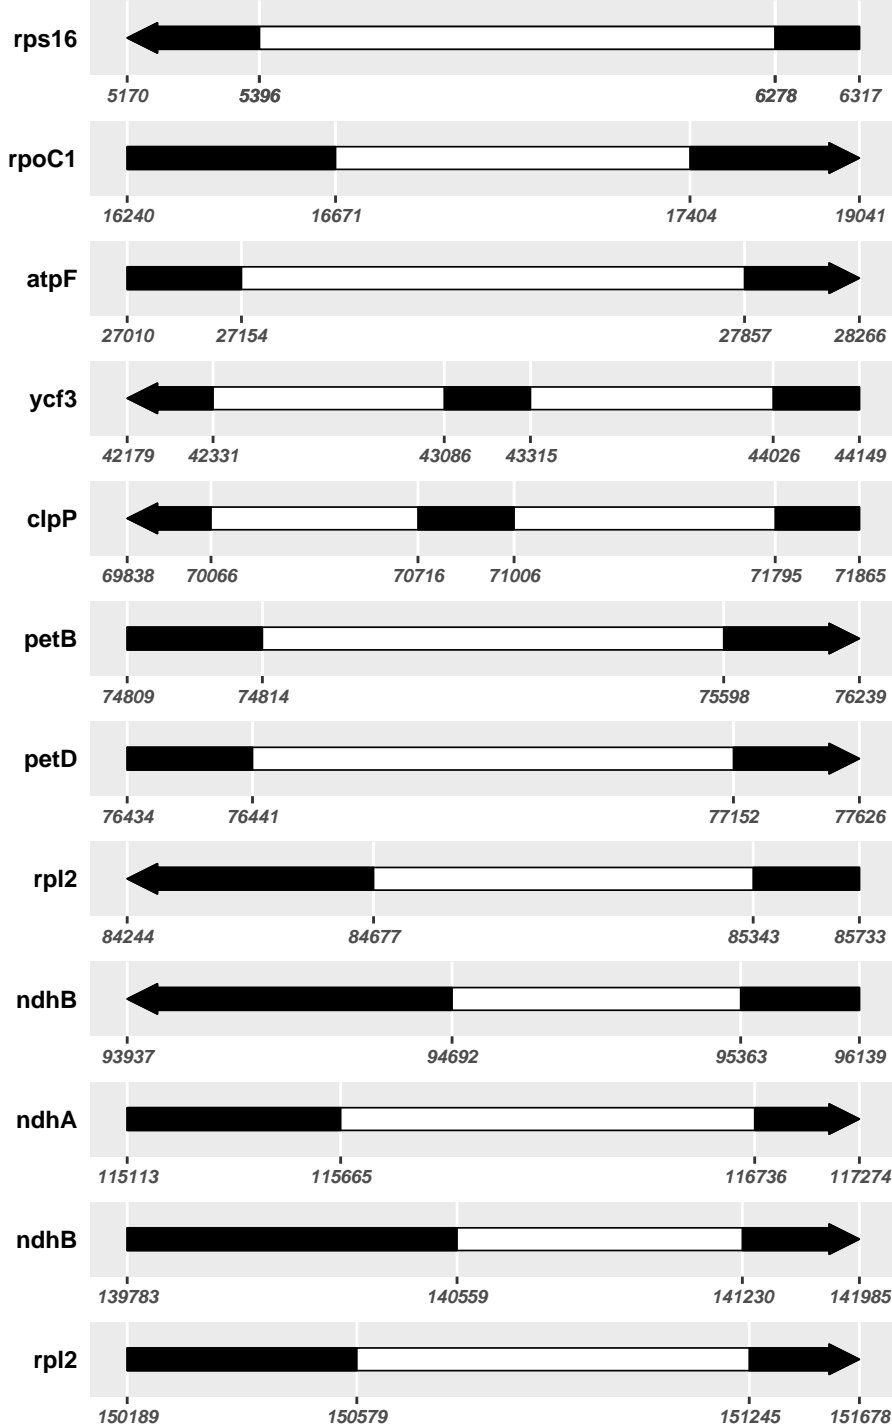 rps16
5170 5396 6278 6317
rpoC1
16240 16671 17404 19041
atpF
27010 27154 27857 28266
ycf3
42179 42331 43086 43315 44026 44149
clpP
69838 70066 70716 71006 71795 71865
petB
74809 74814 75598 76239
petD
76434 76441 77152 77626
rpl2
84244 84677 85343 85733
ndhB
93937 94692 95363 96139
ndhA
115113 115665 116736 117274
ndhB
139783 140559 141230 141985
rpl2
150189 150579 151245 151678